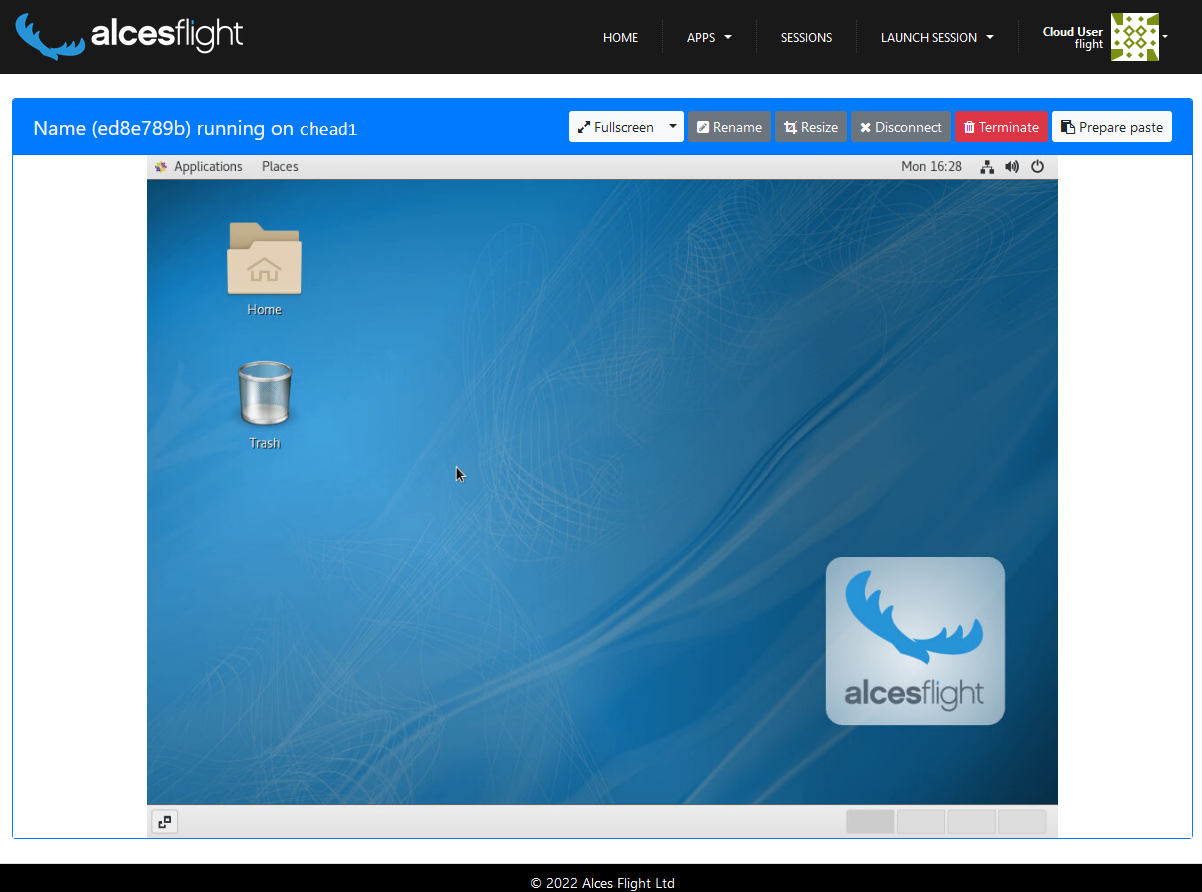 alcesflight
HOME
APPS
SESSIONS
LAUNCH SESSION
Cloud User
flight
Name (ed8e789b) running on chead1
Fullscreen
Rename
Resize
Disconnect
Terminate
Prepare paste
Applications
Places
Mon 16:28
Home
Trash
alcesflight
© 2022 Alces Flight Ltd